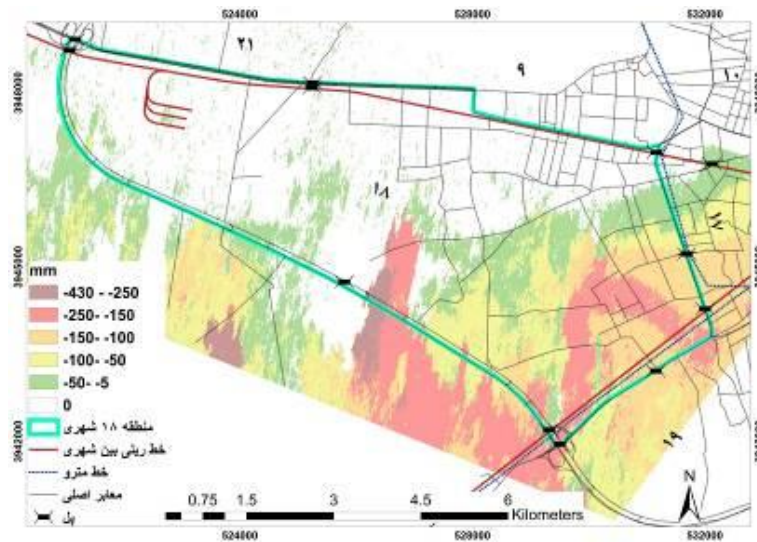 524000 528000 532000
۲۱
۹
۱۰
3948000
۱۸
۱۷
3945000
mm
-430 - -250
-250 - -150
-150 - -100
-100 - -50
-50 - -5
0
منطقه ۱۸ شهری
خط ریلی بین شهری
خط مترو
معابر اصلی
پل
3942000
۱۹
N
0.75 1.5 3 4.5 6
Kilometers
524000 528000 532000